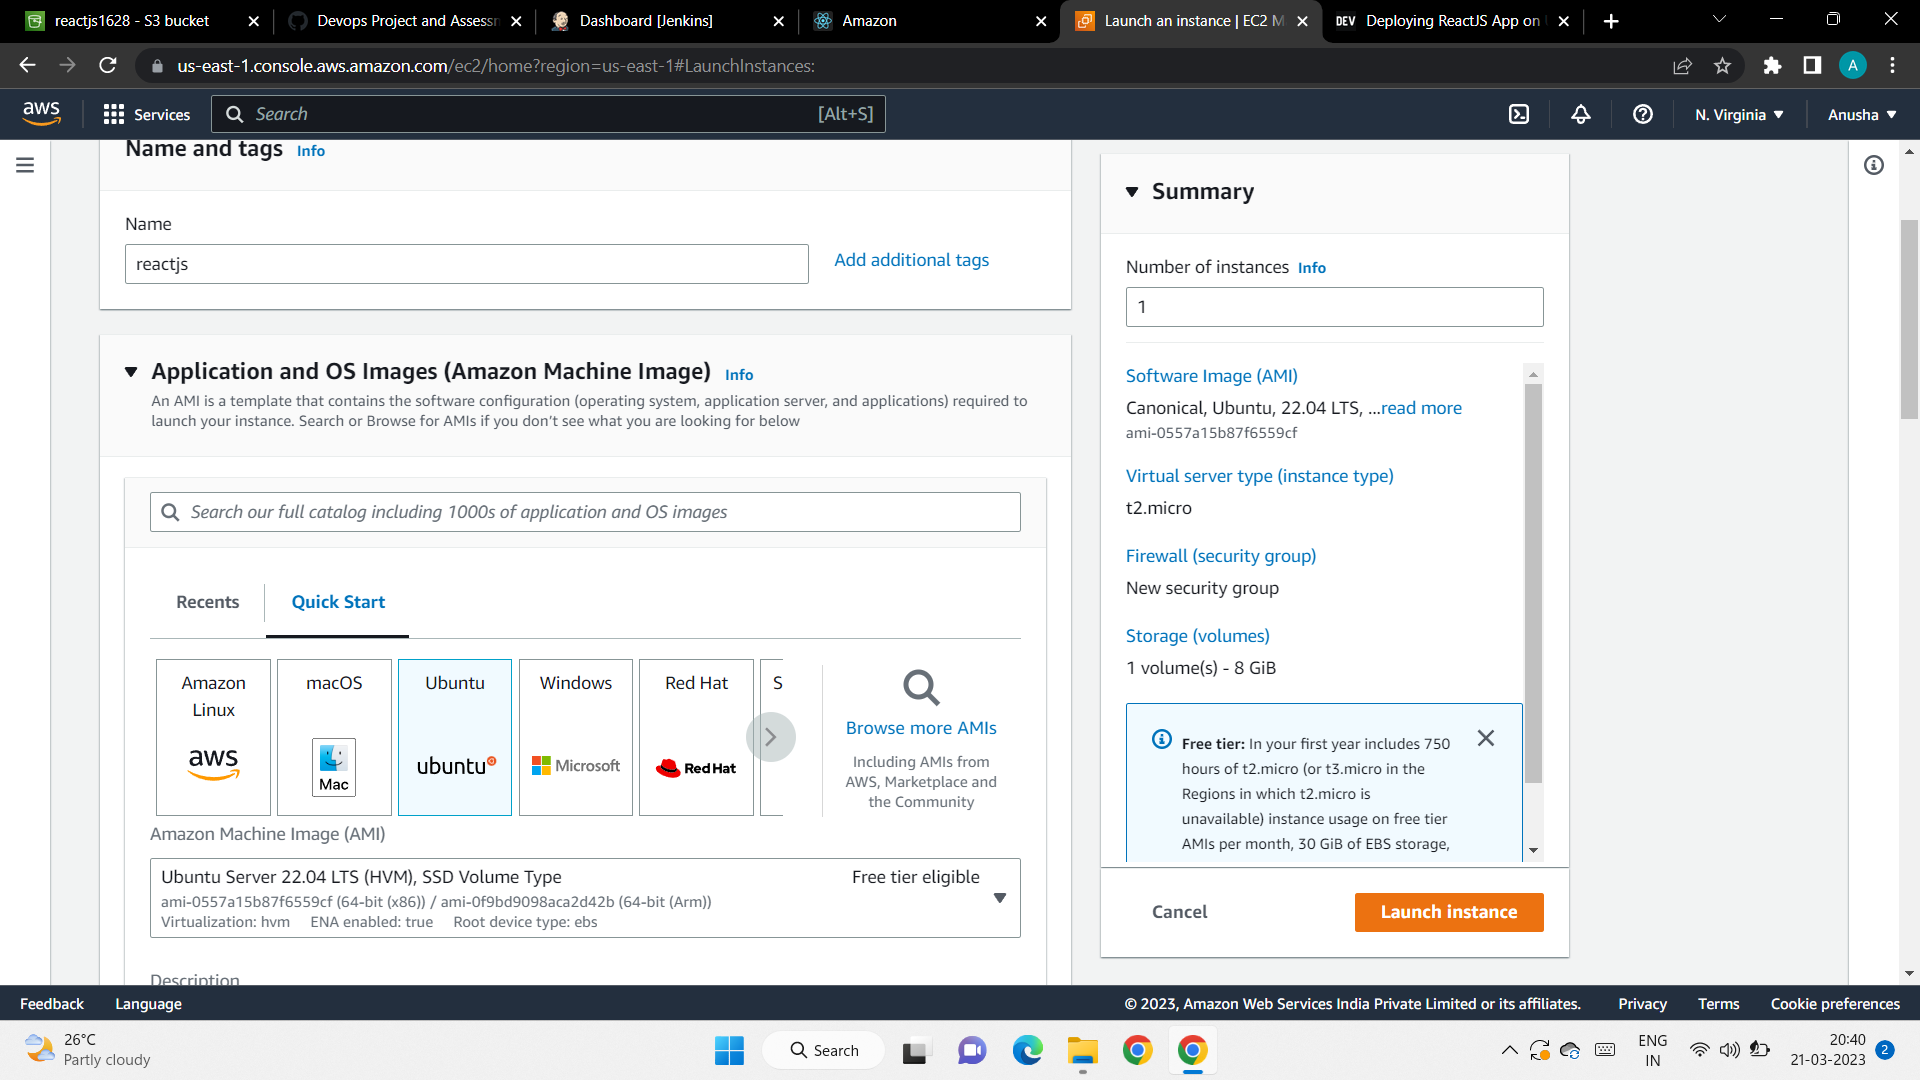 reactjs1628 - S3 bucket
Devops Project and Assessn
Dashboard [Jenkins]
Amazon
Launch an instance | EC2 M
DEV Deploying ReactJS App on
us-east-1.console.aws.amazon.com/ec2/home?region=us-east-1#LaunchInstances:
A
aws
Services
Search
[Alt+S]
N. Virginia
Anusha
Name and tags Info
Name
reactjs
Add additional tags
Application and OS Images (Amazon Machine Image) Info
An AMI is a template that contains the software configuration (operating system, application server, and applications) required to
launch your instance. Search or Browse for AMIs if you don't see what you are looking for below
Search our full catalog including 1000s of application and OS images
Recents
Quick Start
Amazon
Linux
aws
macOS
Mac
Ubuntu
ubuntu
Windows
Microsoft
Red Hat
Red Hat
S
Browse more AMIs
Including AMIs from
AWS, Marketplace and
the Community
Amazon Machine Image (AMI)
Ubuntu Server 22.04 LTS (HVM), SSD Volume Type
Free tier eligible
ami-0557a15b87f6559cf (64-bit (x86)) / ami-0f9bd9098aca2d42b (64-bit (Arm))
Virtualization: hvm ENA enabled: true Root device type: ebs
Description
Summary
Number of instances Info
1
Software Image (AMI)
Canonical, Ubuntu, 22.04 LTS, ...read more
ami-0557a15b87f6559cf
Virtual server type (instance type)
t2.micro
Firewall (security group)
New security group
Storage (volumes)
1 volume(s) - 8 GiB
Free tier: In your first year includes 750
hours of t2.micro (or t3.micro in the
Regions in which t2.micro is
unavailable) instance usage on free tier
AMIs per month, 30 GiB of EBS storage,
Cancel
Launch instance
Feedback
Language
© 2023, Amazon Web Services India Private Limited or its affiliates.
Privacy
Terms
Cookie preferences
26°C
Partly cloudy
Search
ENG
IN
20:40
21-03-2023
2